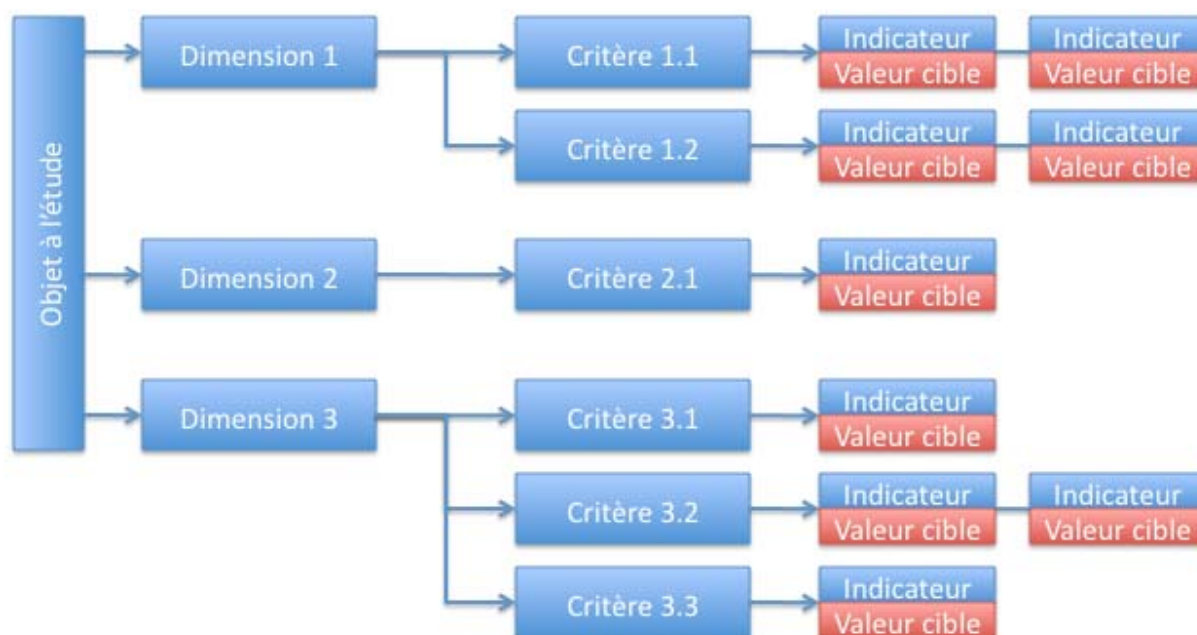 Objet à l'étude
Dimension 1
Critère 1.1
Indicateur
Valeur cible
Indicateur
Valeur cible
Critère 1.2
Indicateur
Valeur cible
Indicateur
Valeur cible
Dimension 2
Critère 2.1
Indicateur
Valeur cible
Dimension 3
Critère 3.1
Indicateur
Valeur cible
Critère 3.2
Indicateur
Valeur cible
Indicateur
Valeur cible
Critère 3.3
Indicateur
Valeur cible